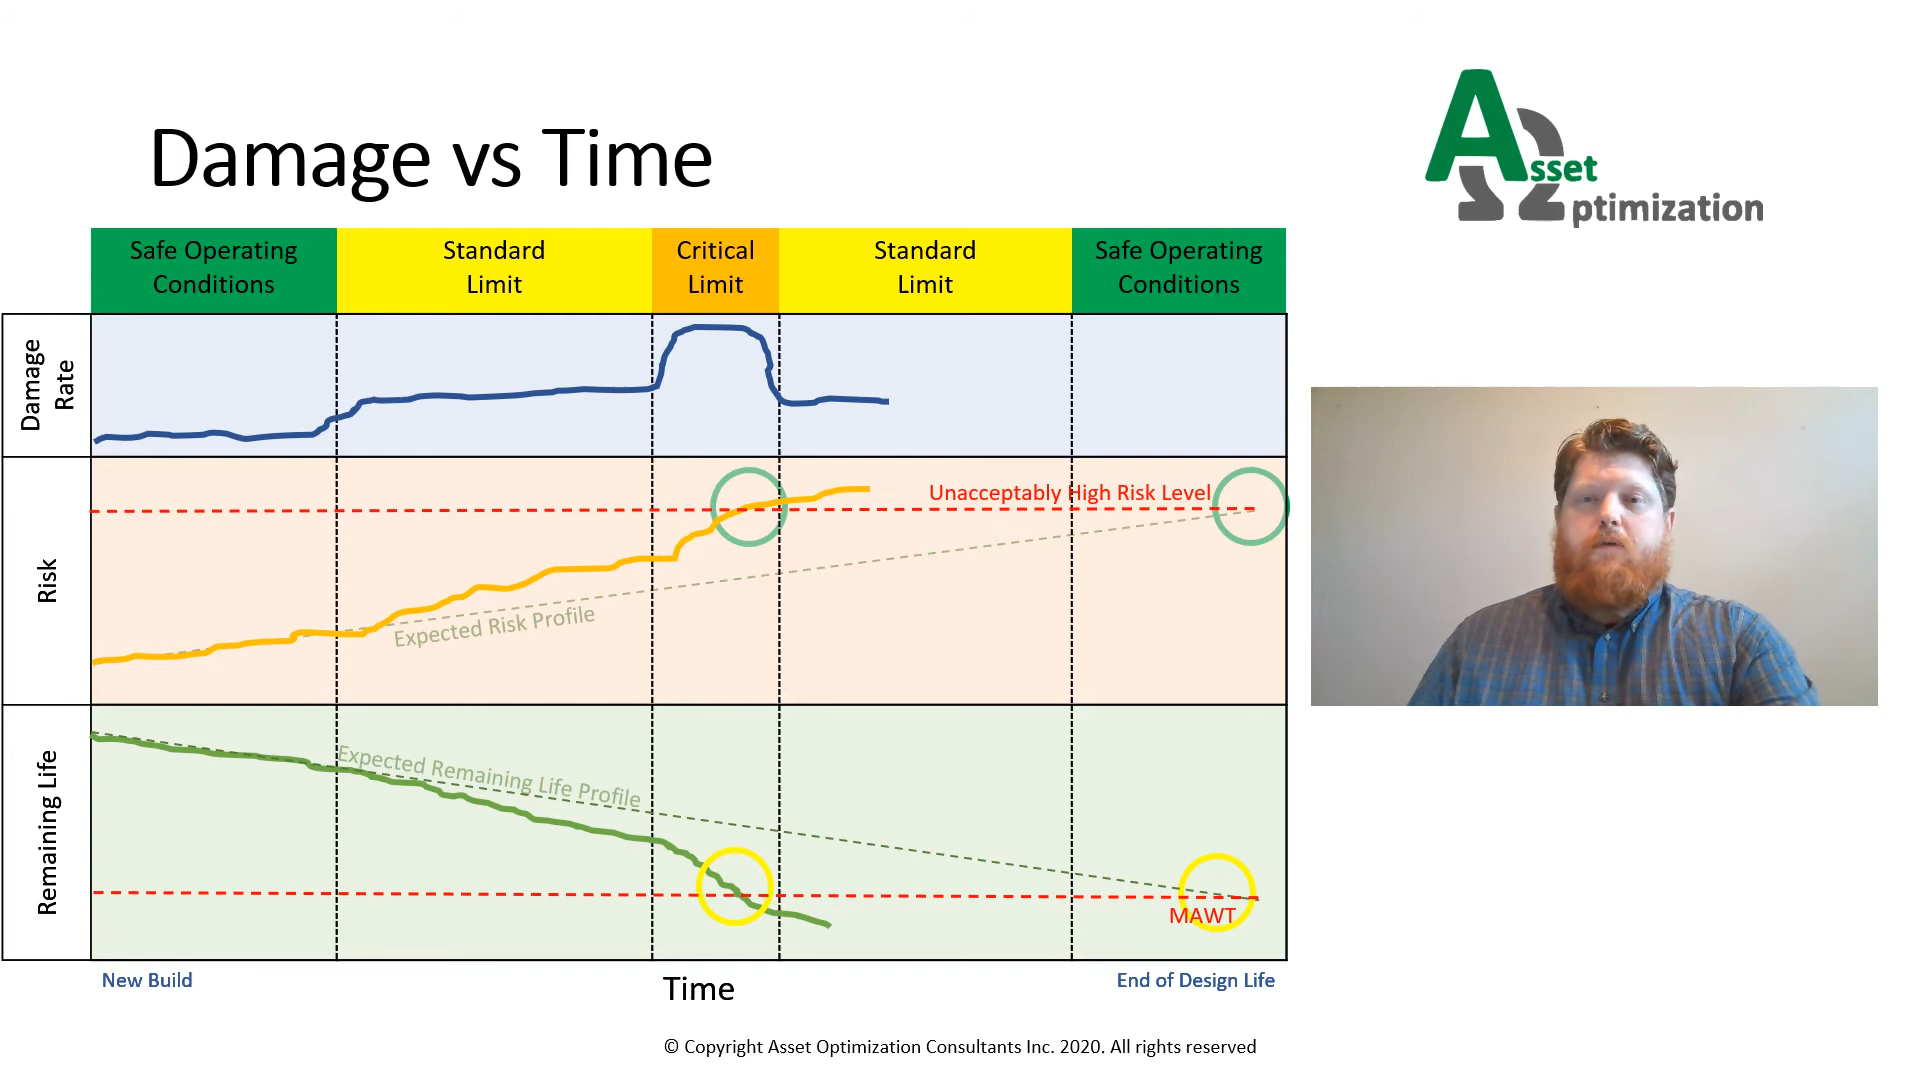 Damage vs Time
Asset
Optimization
Safe Operating
Conditions
Standard
Limit
Critical
Limit
Standard
Limit
Safe Operating
Conditions
Damage
Rate
Risk
Unacceptably High Risk Level
Expected Risk Profile
Remaining Life
Expected Remaining Life Profile
MAWT
New Build
Time
End of Design Life
© Copyright Asset Optimization Consultants Inc. 2020. All rights reserved